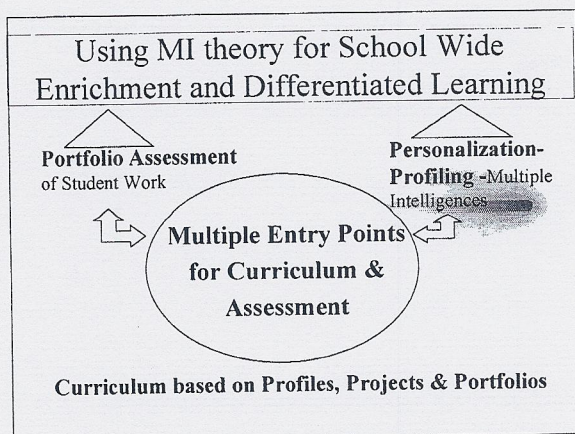 Using MI theory for School Wide
Enrichment and Differentiated Learning
Portfolio Assessment
of Student Work
Personalization-
Profiling -Multiple
Intelligences
Multiple Entry Points
for Curriculum &
Assessment
Curriculum based on Profiles, Projects & Portfolios